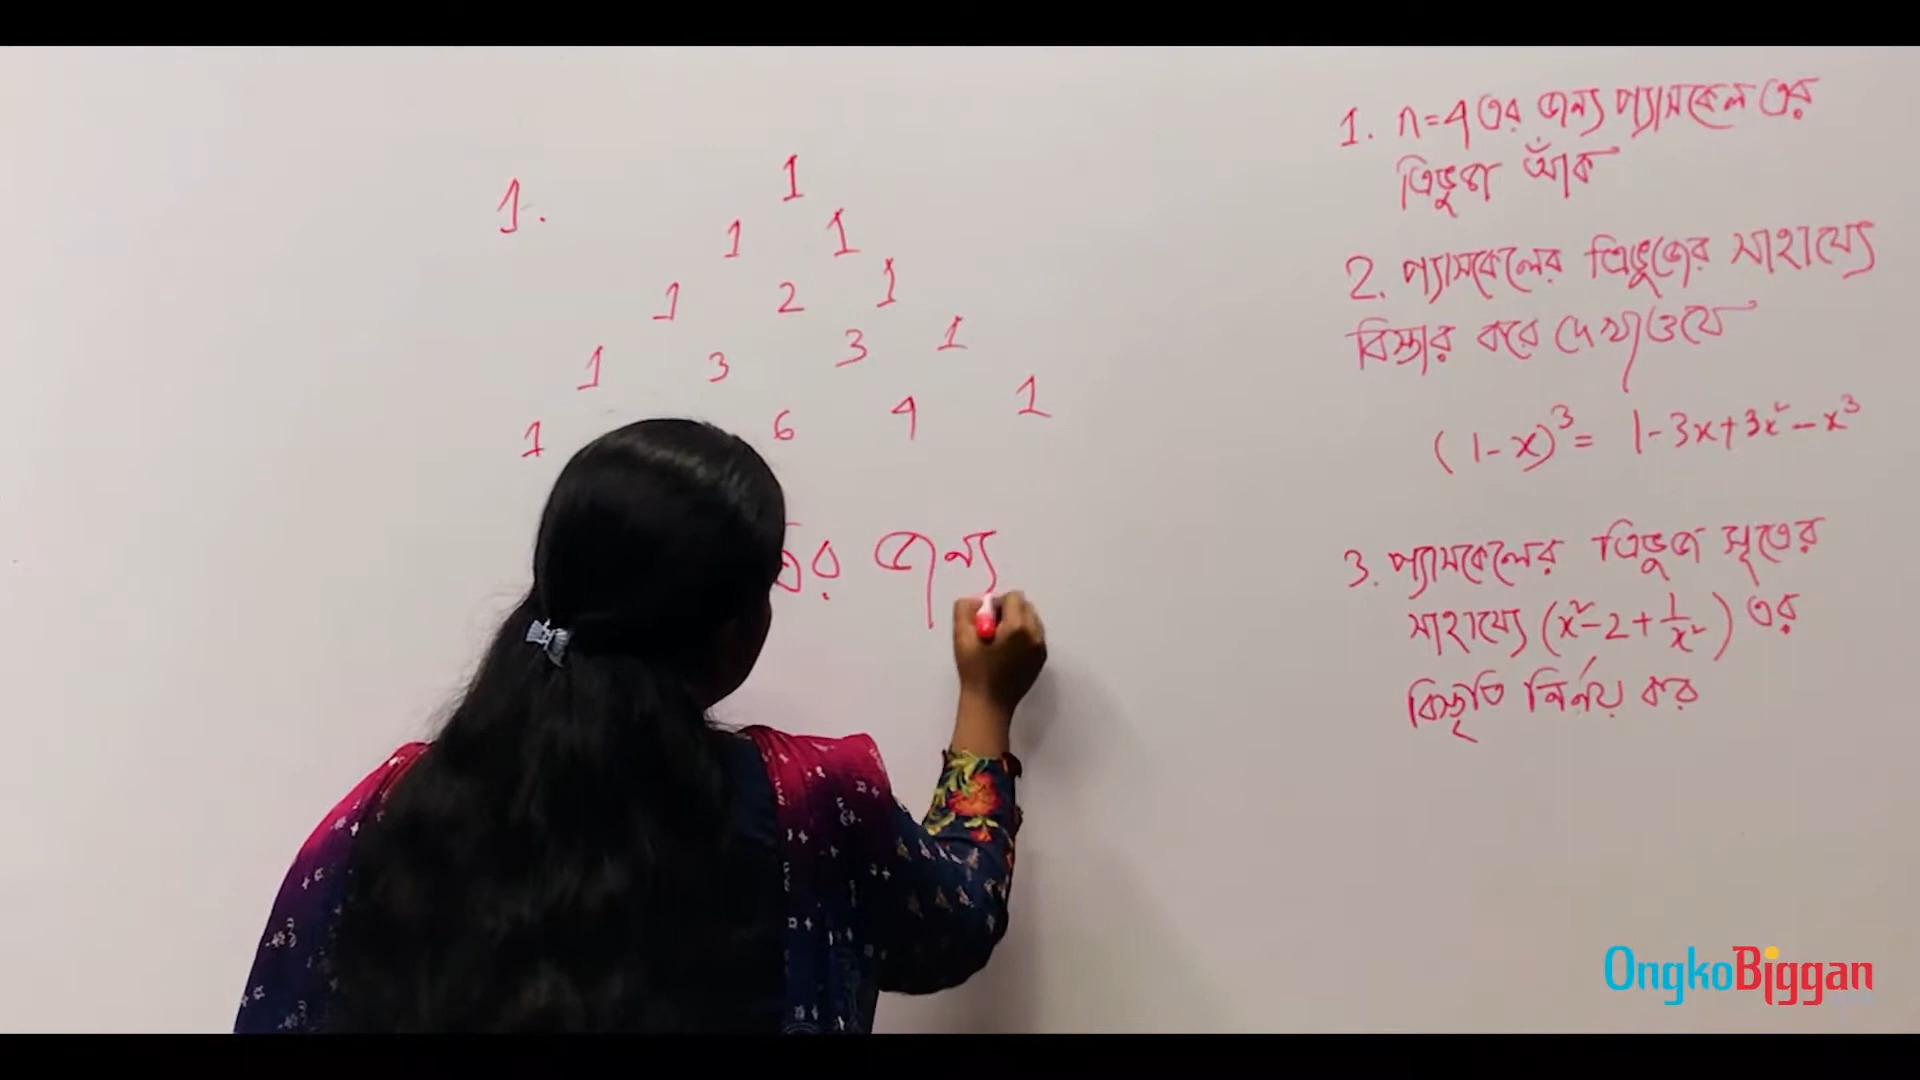 1.
1
1 1
1 2 1
1 3 3 1
1 6 4 1
এর জন্য
1. n=4 এর জন্য প্যাসকেল এর
ত্রিভুজ আঁক
2. প্যাসকেলের ত্রিভুজের সাহায্যে
বিস্তার করে দেখাও যে
(1-x)³ = 1-3x+3x²-x³
3. প্যাসকেলের ত্রিভুজ সূত্রের
সাহায্যে (x²-2+1/x²) এর
বিস্তৃতি নির্ণয় কর
OngkoBiggan